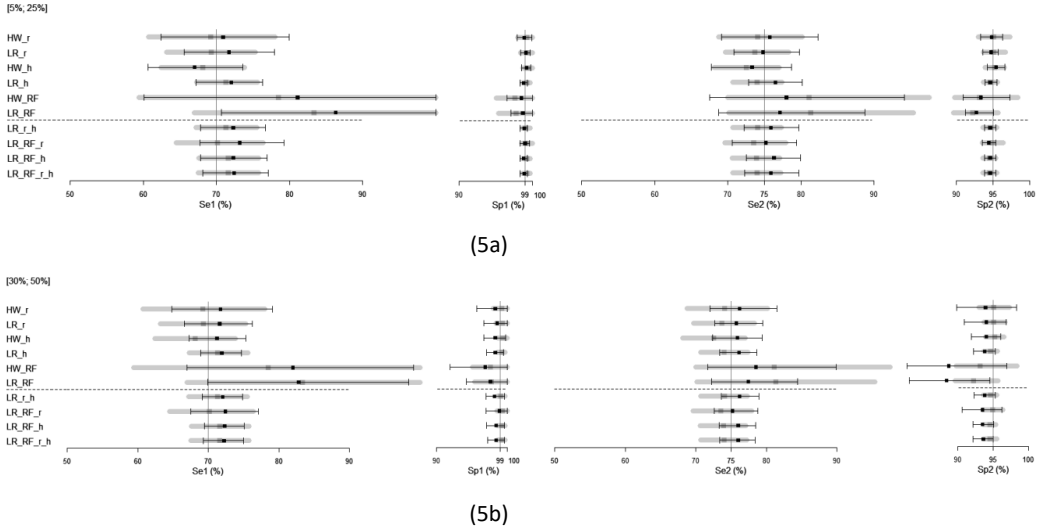 [5%; 25%]
HW_r
LR_r
HW_h
LR_h
HW_RF
LR_RF
LR_r_h
LR_RF_r
LR_RF_h
LR_RF_r_h
50 60 70 80 90 90 99 100 50 60 70 80 90 90 95 100
Se1 (%) Sp1 (%) Se2 (%) Sp2 (%)
(5a)
[30%; 50%]
HW_r
LR_r
HW_h
LR_h
HW_RF
LR_RF
LR_r_h
LR_RF_r
LR_RF_h
LR_RF_r_h
50 60 70 80 90 90 99 100 50 60 70 80 90 90 95 100
Se1 (%) Sp1 (%) Se2 (%) Sp2 (%)
(5b)